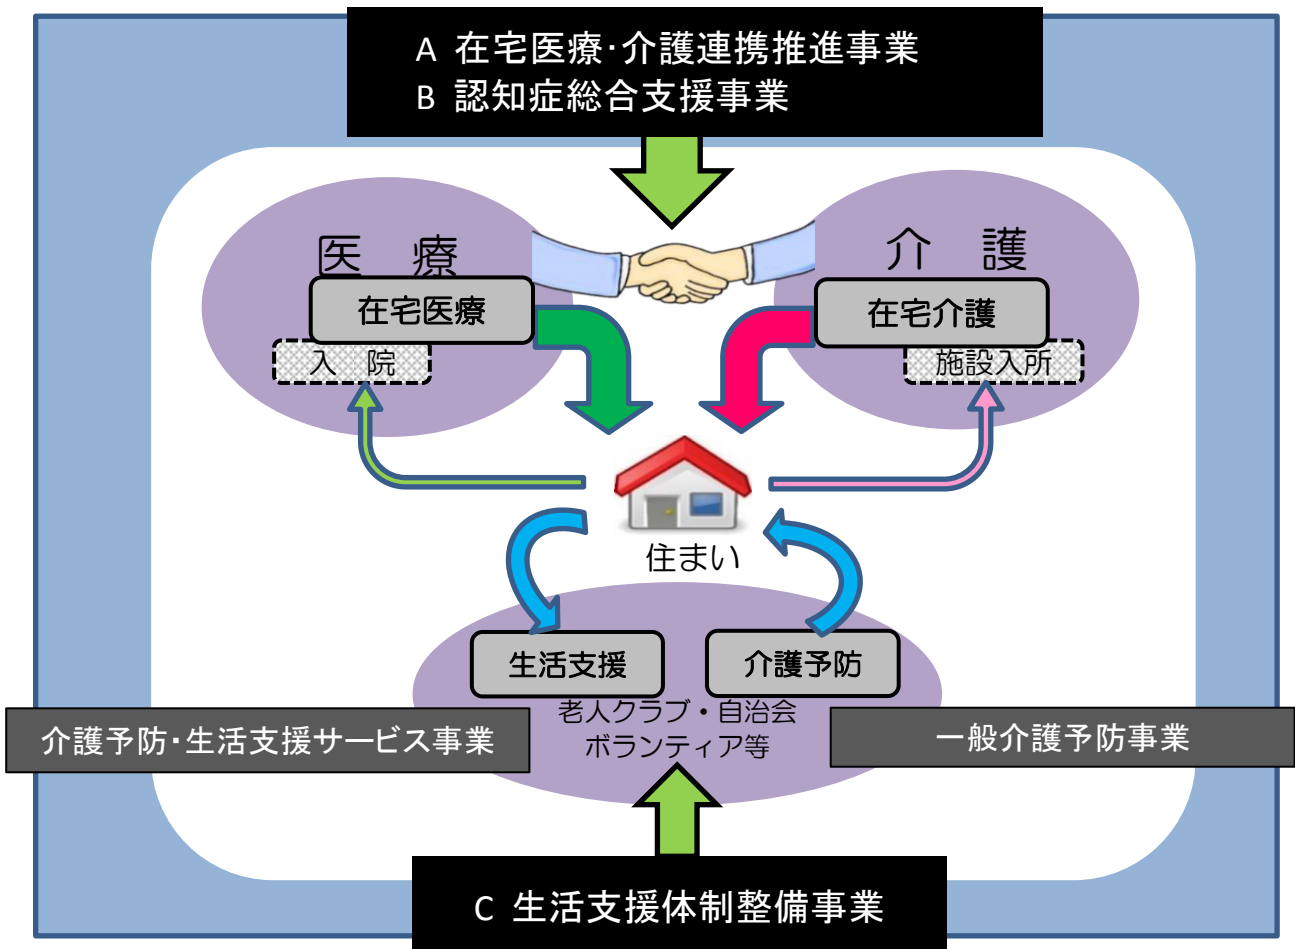 A 在宅医療・介護連携推進事業
B 認知症総合支援事業
医 療
介 護
在宅医療
在宅介護
入 院
施設入所
住まい
生活支援
介護予防
老人クラブ・自治会
ボランティア等
介護予防・生活支援サービス事業
一般介護予防事業
C 生活支援体制整備事業